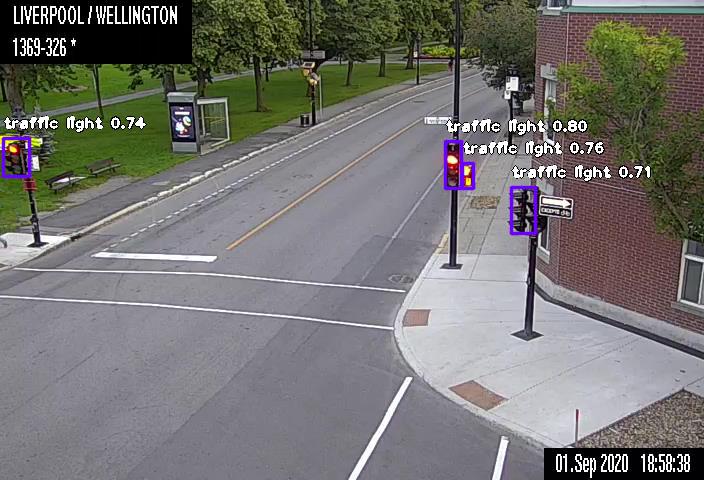 LIVERPOOL / WELLINGTON
1369-326 *
traffic light 0.74
traffic light 0.80
traffic light 0.76
traffic light 0.71
01.Sep 2020 18:58:38